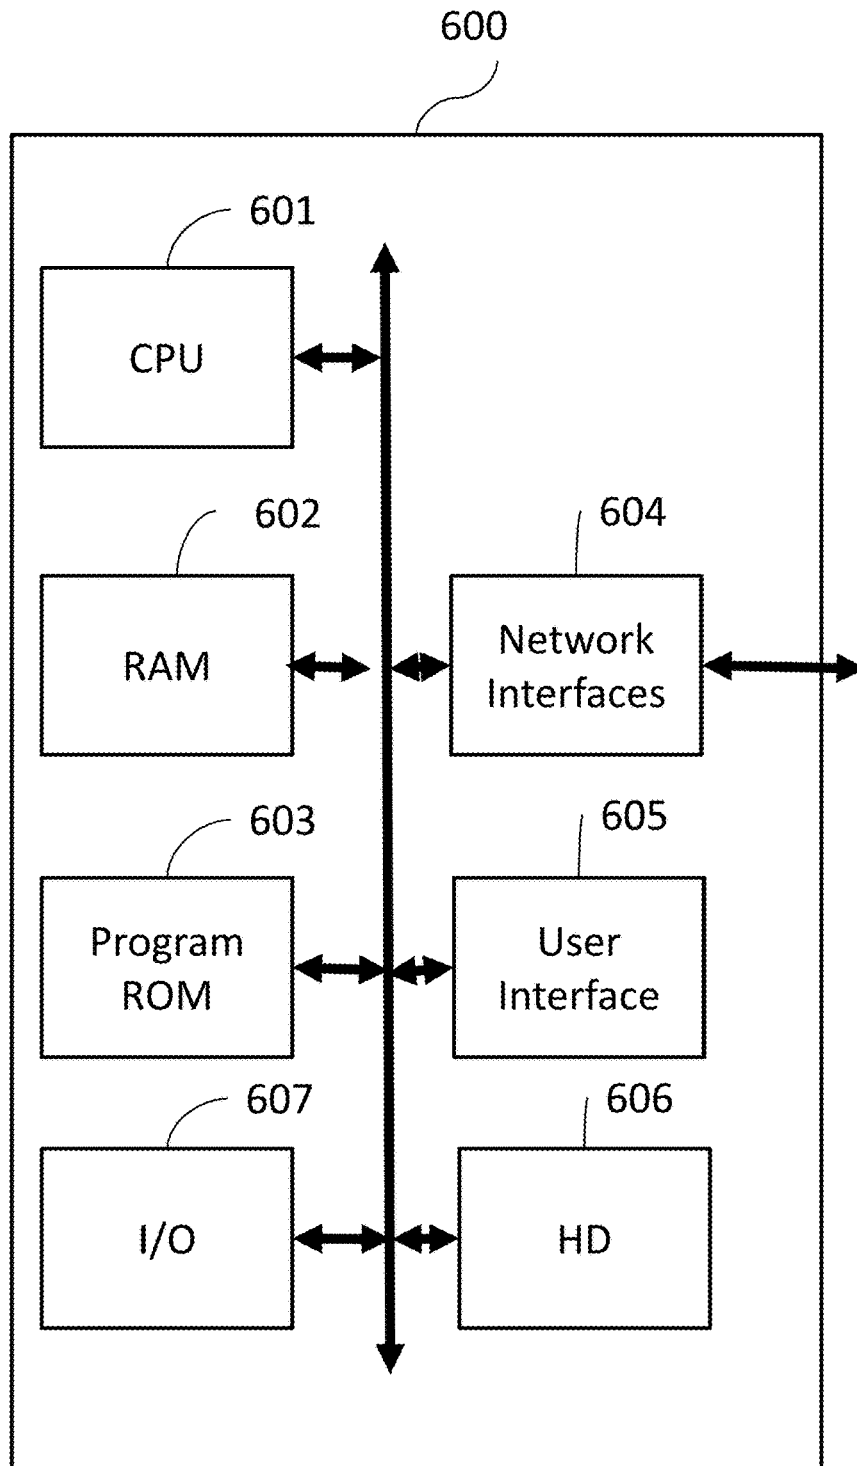 600
601
CPU
602
RAM
604
Network
Interfaces
603
Program
ROM
605
User
Interface
607
I/O
606
HD